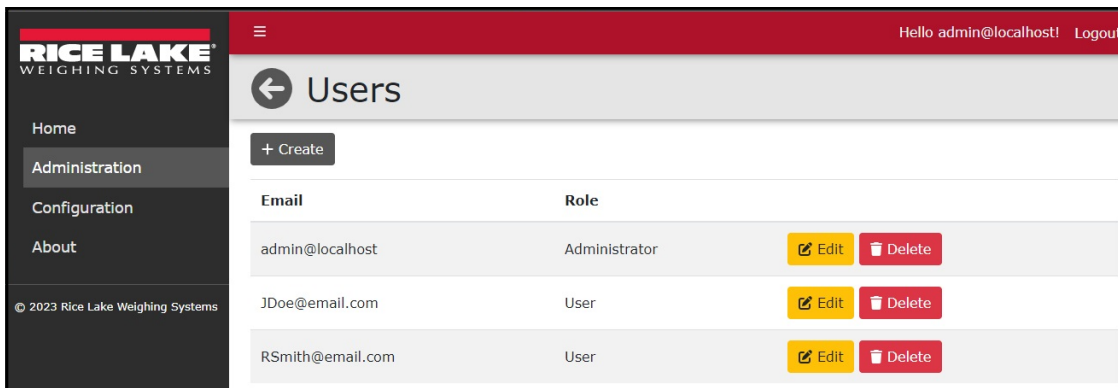 RICE LAKE®
WEIGHING SYSTEMS
Home
Administration
Configuration
About
© 2023 Rice Lake Weighing Systems
Hello admin@localhost! Logout
Users
+ Create
Email Role
admin@localhost Administrator Edit Delete
JDoe@email.com User Edit Delete
RSmith@email.com User Edit Delete